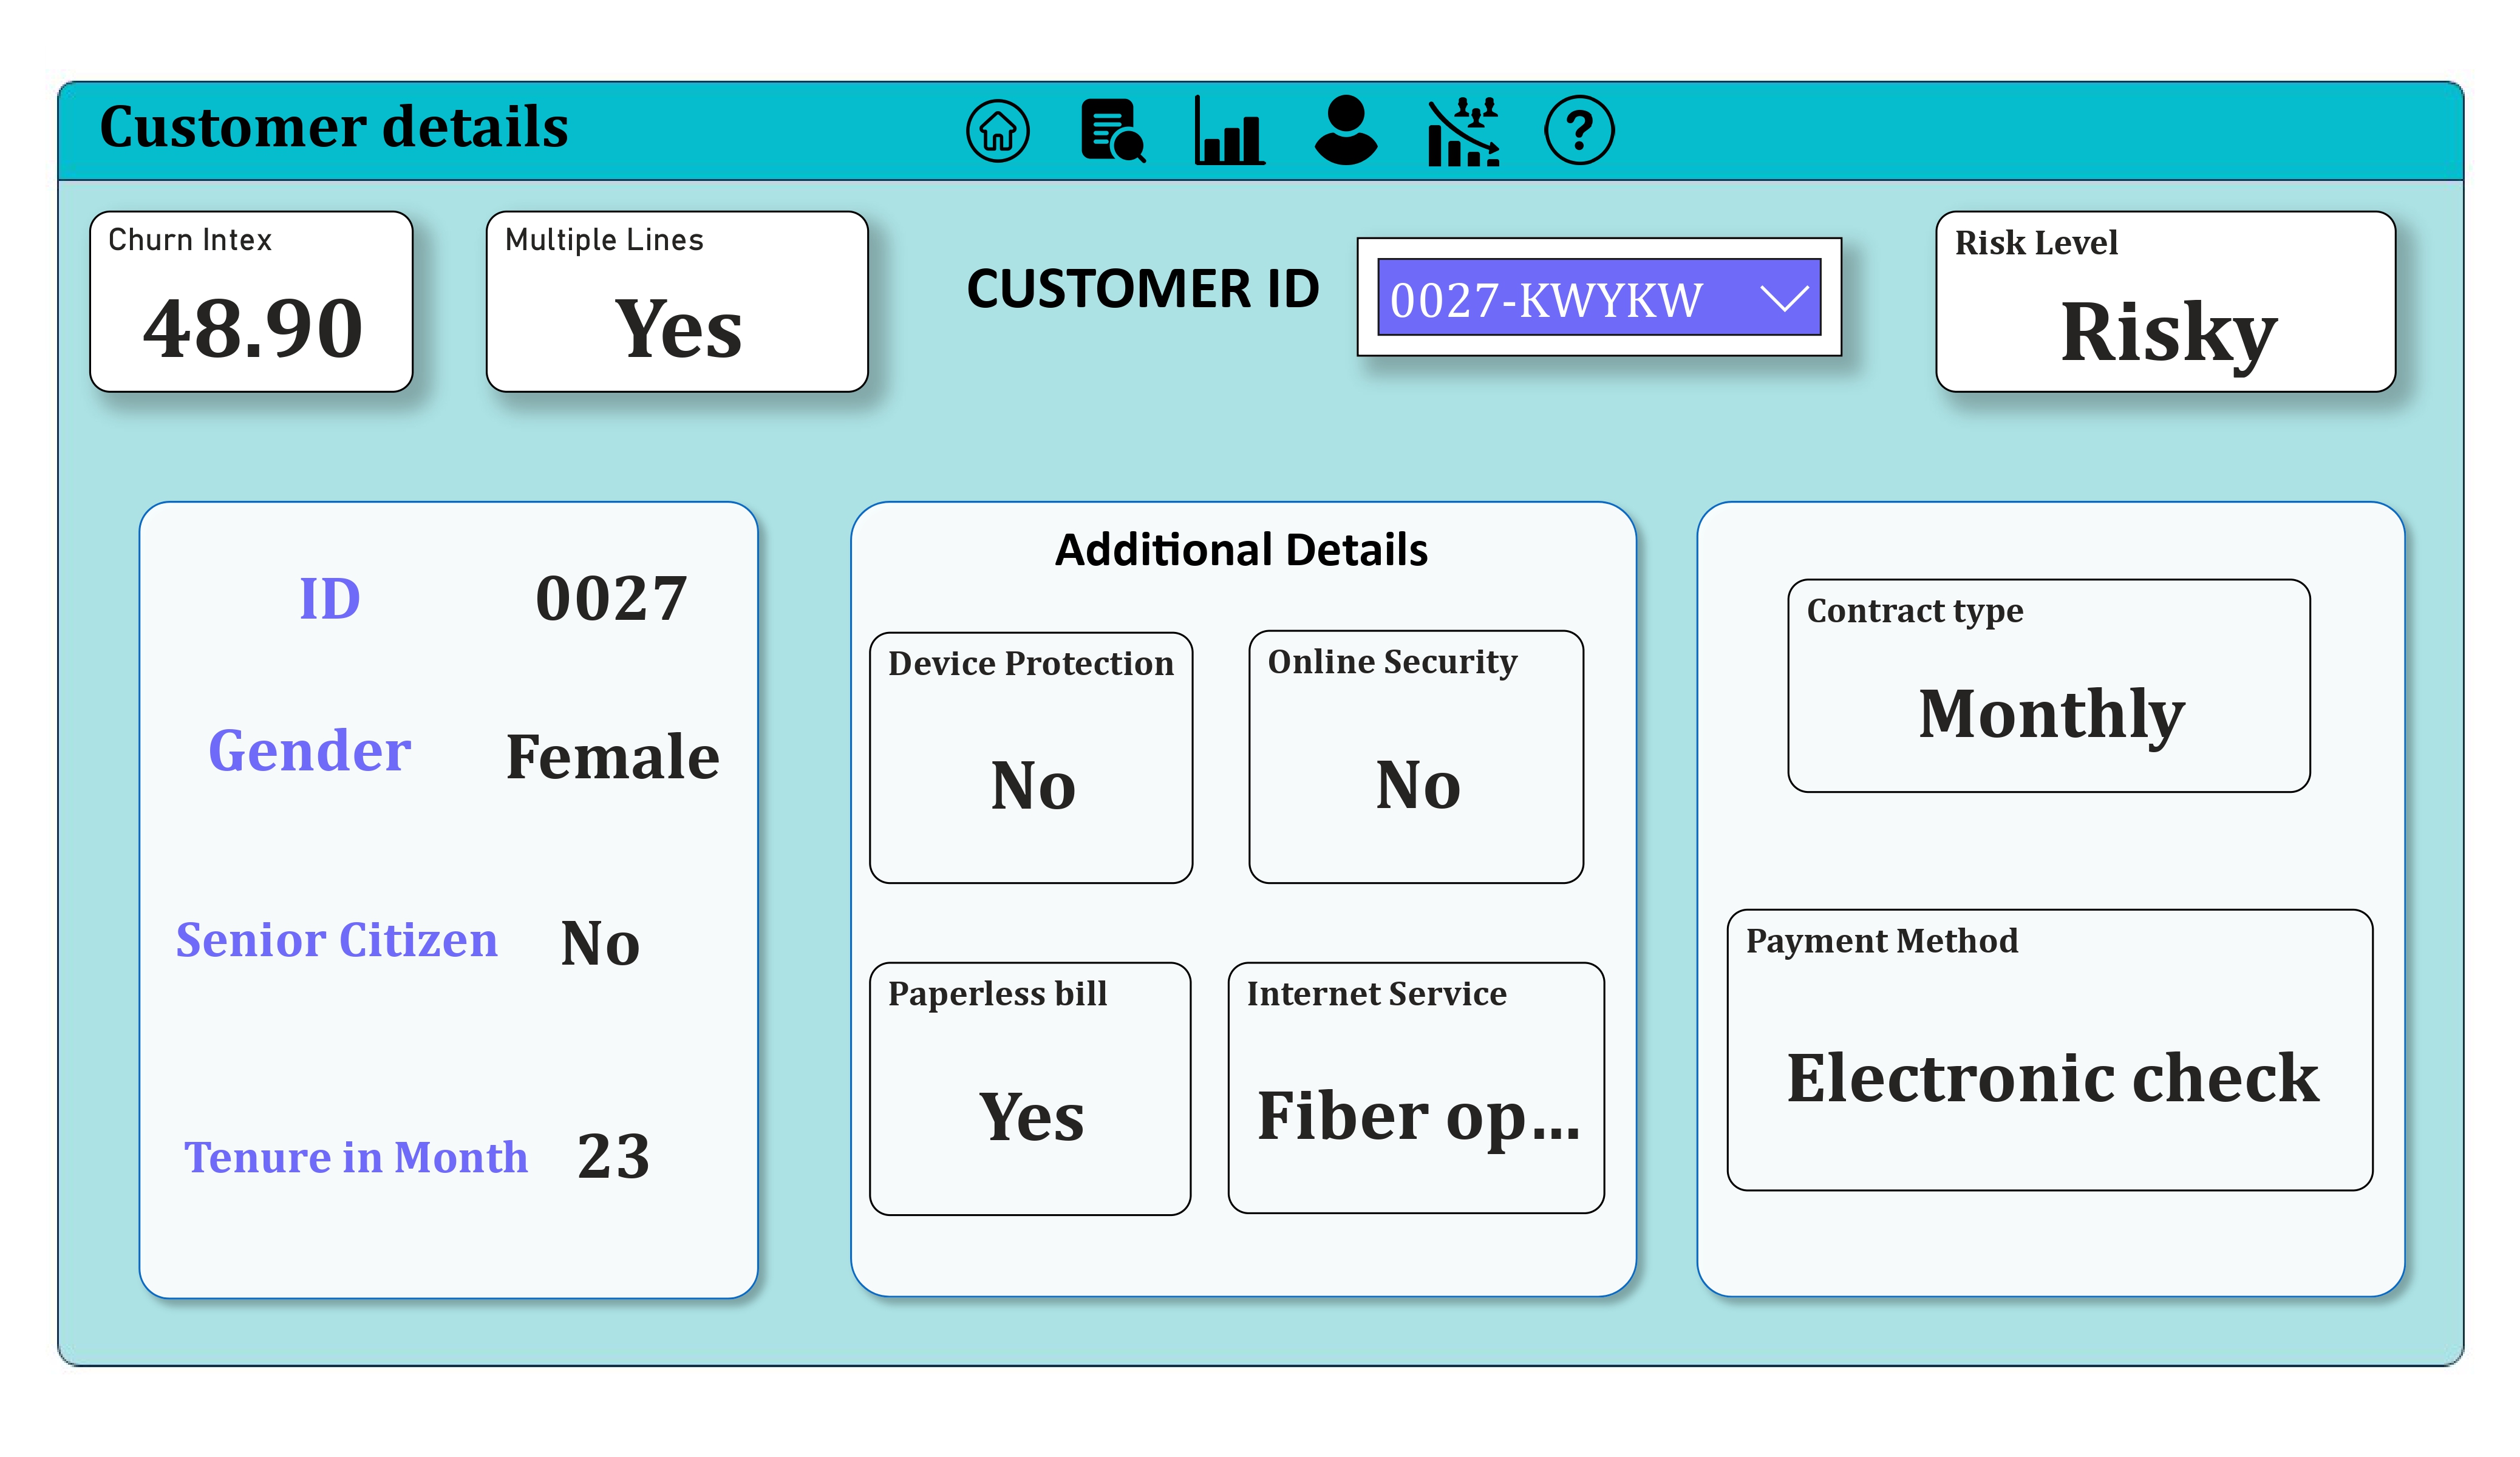 Customer details
?
Churn Intex
48.90
Multiple Lines
Yes
CUSTOMER ID
0027-KWYKW
Risk Level
Risky
ID
0027
Gender
Female
Senior Citizen
No
Tenure in Month
23
Additional Details
Device Protection
No
Online Security
No
Paperless bill
Yes
Internet Service
Fiber op...
Contract type
Monthly
Payment Method
Electronic check